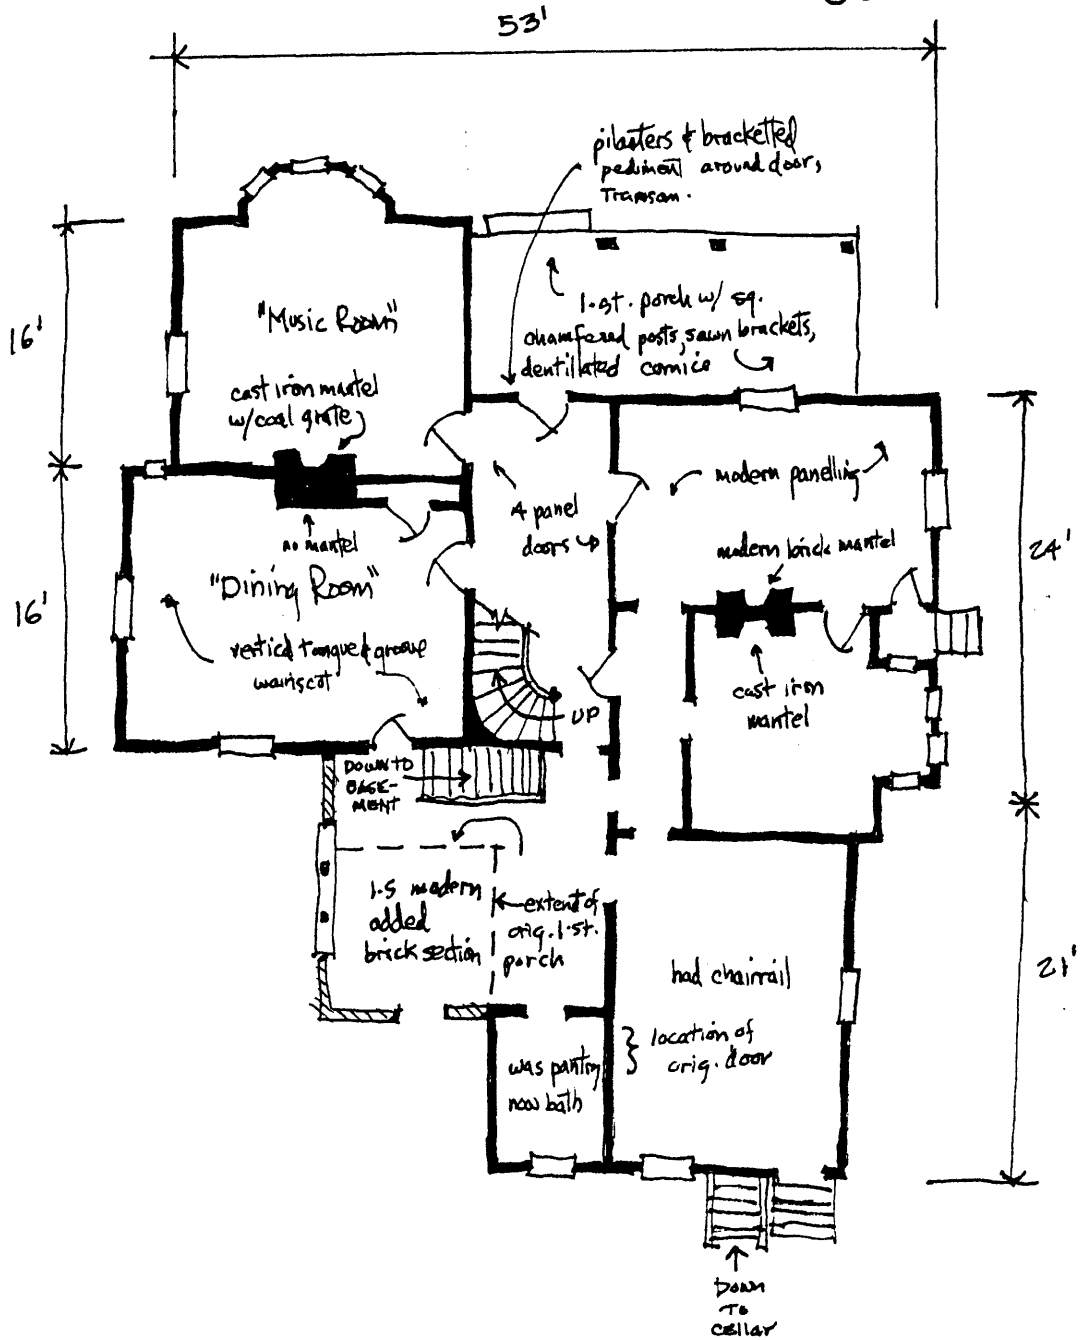 53'
pilasters & bracketted
pediment around door,
Transom.
1-st. porch w/ sq.
chamfered posts, sawn brackets,
dentillated cornice
16'
"Music Room"
cast iron mantel
w/coal grate
modern panelling
4 panel
doors
no mantel
modern brick mantel
24'
16'
"Dining Room"
vertical tongue & groove
wainscot
cast iron
mantel
UP
DOWN TO
BASE-
MENT
1-S modern
added
brick section
extent of
orig. 1-st.
porch
had chairrail
21'
location of
orig. door
was pantry
now bath
Down
To
cellar